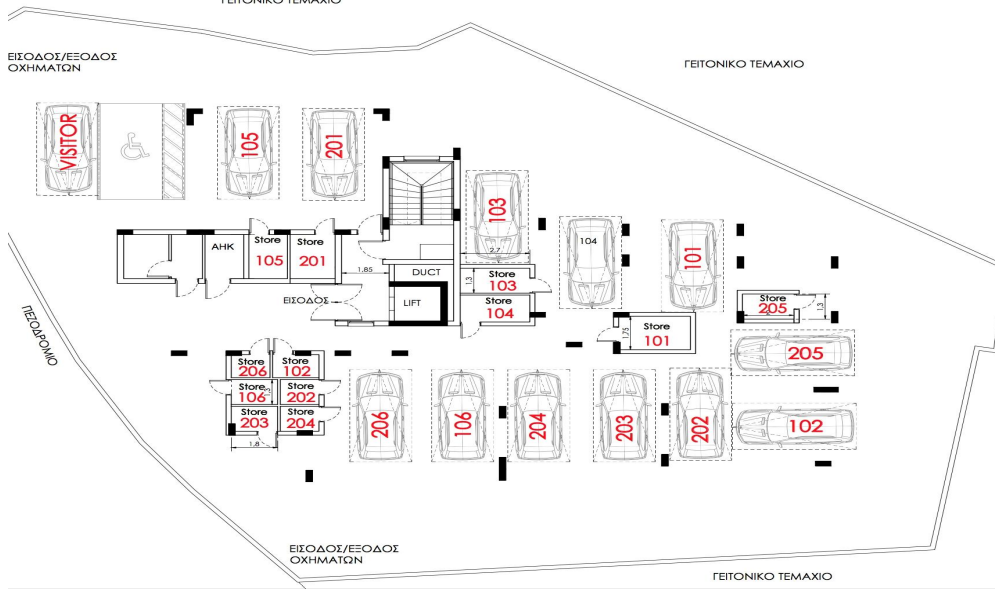 ΓΕΙΤΟΝΙΚΟ ΤΕΜΑΧΙΟ
ΕΙΣΟΔΟΣ/ΕΞΟΔΟΣ
ΟΧΗΜΑΤΩΝ
ΓΕΙΤΟΝΙΚΟ ΤΕΜΑΧΙΟ
VISITOR
105
201
103
2.7
104
101
ΑΗΚ
Store
105
Store
201
1,85
DUCT
LIFT
ΕΙΣΟΔΟΣ
Store
103
1.3
Store
104
Store
205
1.3
Store
101
1.75
ΠΕΖΟΔΡΟΜΙΟ
Store
206
Store
102
Store
106
Store
202
Store
203
Store
204
1,8
206
106
204
203
202
205
102
ΕΙΣΟΔΟΣ/ΕΞΟΔΟΣ
ΟΧΗΜΑΤΩΝ
ΓΕΙΤΟΝΙΚΟ ΤΕΜΑΧΙΟ